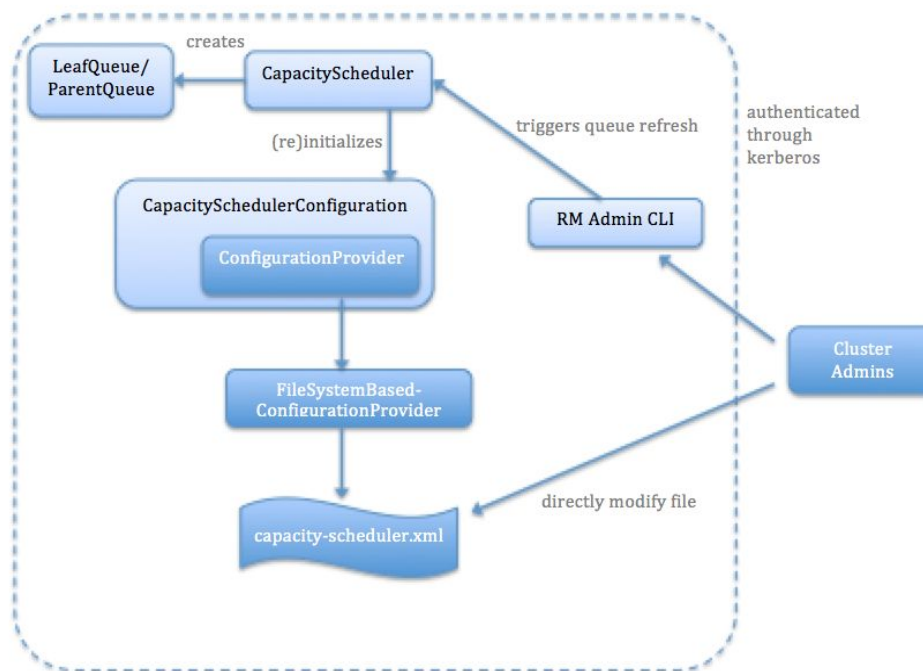 creates
LeafQueue/
ParentQueue
CapacityScheduler
triggers queue refresh
authenticated
through
kerberos
(re)initializes
CapacitySchedulerConfiguration
RM Admin CLI
ConfigurationProvider
Cluster
Admins
FileSystemBased-
ConfigurationProvider
directly modify file
capacity-scheduler.xml